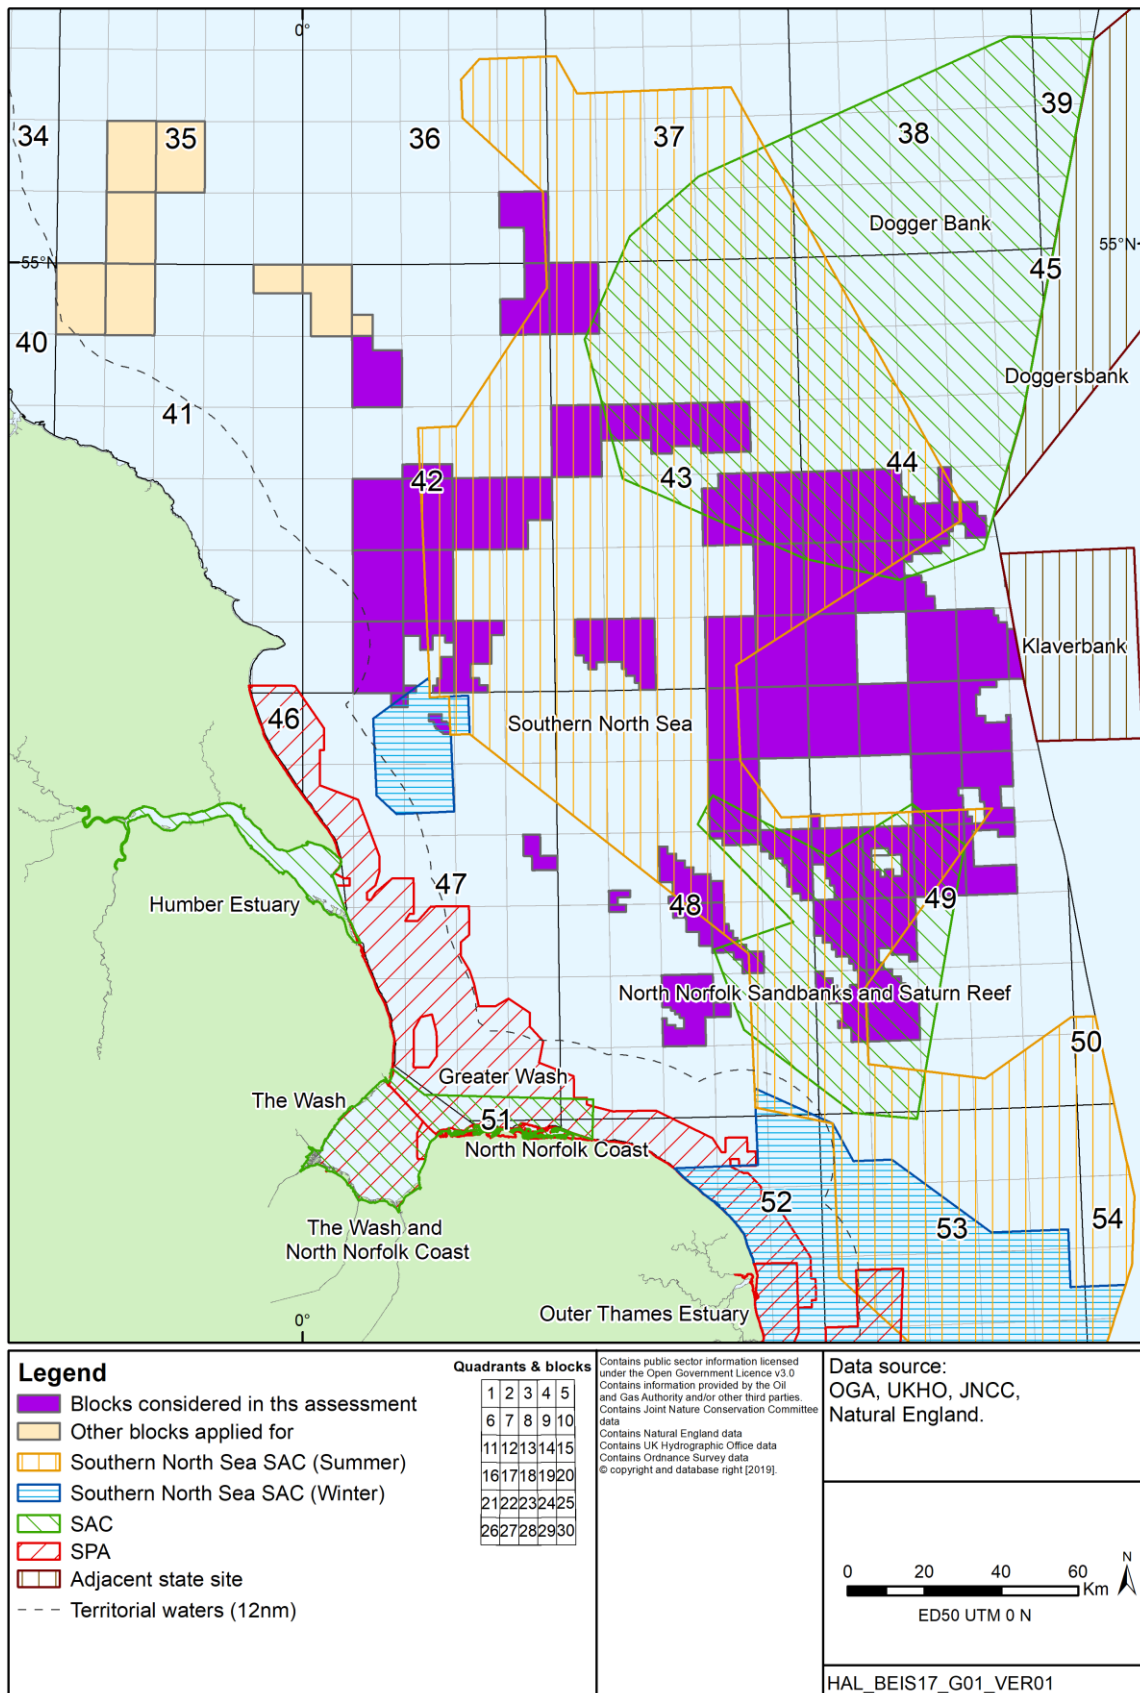 0°
34
35
36
37
38
39
Dogger Bank
55°N
55°N
45
40
Doggersbank
41
42
43
44
Klaverbank
46
Southern North Sea
47
48
49
Humber Estuary
North Norfolk Sandbanks and Saturn Reef
50
Greater Wash
The Wash
51
North Norfolk Coast
52
53
54
The Wash and
North Norfolk Coast
Outer Thames Estuary
0°
Legend
Blocks considered in ths assessment
Other blocks applied for
Southern North Sea SAC (Summer)
Southern North Sea SAC (Winter)
SAC
SPA
Adjacent state site
Territorial waters (12nm)
Quadrants & blocks
1 2 3 4 5
6 7 8 9 10
11 12 13 14 15
16 17 18 19 20
21 22 23 24 25
26 27 28 29 30
Contains public sector information licensed
under the Open Government Licence v3.0
Contains information provided by the Oil
and Gas Authority and/or other third parties.
Contains Joint Nature Conservation Committee
data
Contains Natural England data
Contains UK Hydrographic Office data
Contains Ordnance Survey data
© copyright and database right [2019].
Data source:
OGA, UKHO, JNCC,
Natural England.
N
0 20 40 60
Km
ED50 UTM 0 N
HAL_BEIS17_G01_VER01